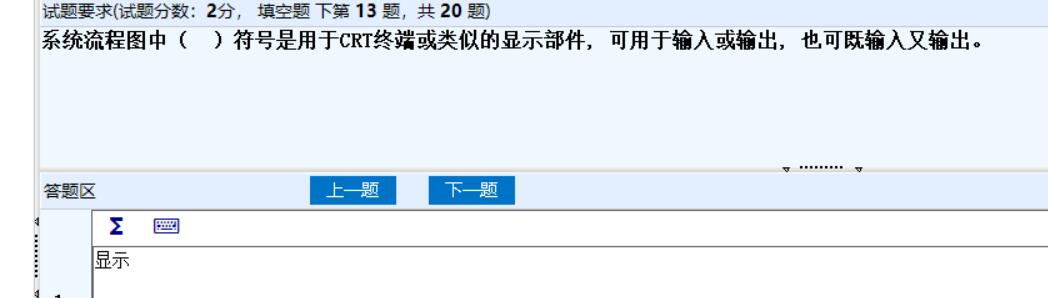 试题要求(试题分数：2分， 填空题 下第 13 题，共 20 题)
系统流程图中（ ）符号是用于CRT终端或类似的显示部件，可用于输入或输出，也可既输入又输出。
答题区 上一题 下一题
Σ
显示